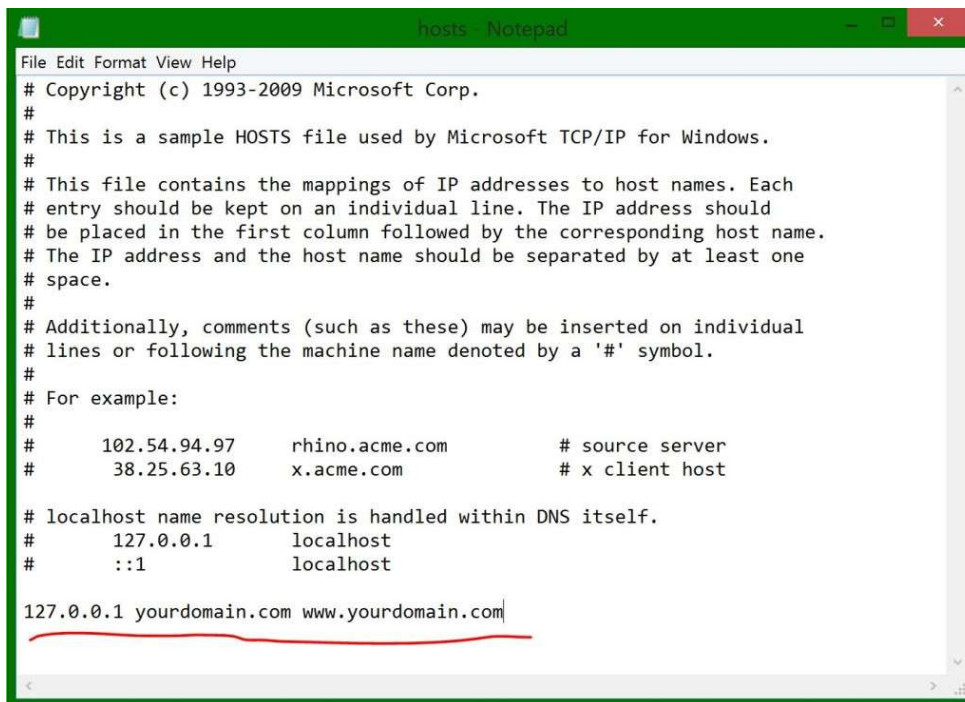 hosts - Notepad
File Edit Format View Help
# Copyright (c) 1993-2009 Microsoft Corp.
#
# This is a sample HOSTS file used by Microsoft TCP/IP for Windows.
#
# This file contains the mappings of IP addresses to host names. Each
# entry should be kept on an individual line. The IP address should
# be placed in the first column followed by the corresponding host name.
# The IP address and the host name should be separated by at least one
# space.
#
# Additionally, comments (such as these) may be inserted on individual
# lines or following the machine name denoted by a '#' symbol.
#
# For example:
#
#      102.54.94.97     rhino.acme.com          # source server
#       38.25.63.10     x.acme.com              # x client host

# localhost name resolution is handled within DNS itself.
#       127.0.0.1       localhost
#       ::1             localhost

127.0.0.1 yourdomain.com www.yourdomain.com